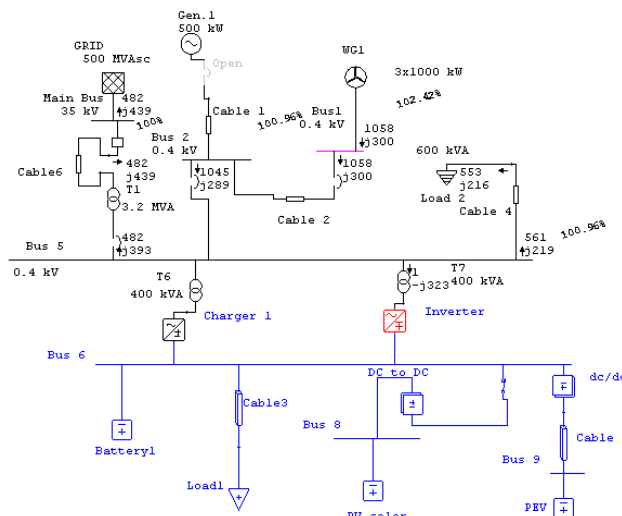 Gen.1
500 kW
GRID
500 MVAsc
Open
WG1
3x1000 kW
Main Bus
35 kV
482
j439
100%
Cable 1
100.96%
Bus1
0.4 kV
102.42%
1058
j300
Bus 2
0.4 kV
600 kVA
Cable6
482
j439
T1
3.2 MVA
1045
j289
1058
j300
553
j216
Load 2
Cable 4
Cable 2
Bus 5
482
j393
561
j219
100.96%
0.4 kV
T6
400 kVA
1
-j323
T7
400 kVA
Charger 1
Inverter
Bus 6
DC to DC
dc/dc
Cable3
Bus 8
Cable
Battery1
Bus 9
Load1
PEV